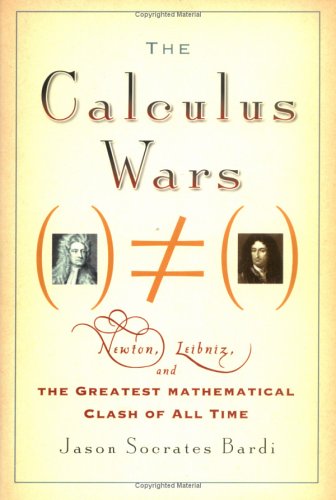 THE
Calculus
Wars
( ) ≠ ( )
Newton, Leibniz,
and
THE GREATEST MATHEMATICAL
CLASH OF ALL TIME
Jason Socrates Bardi